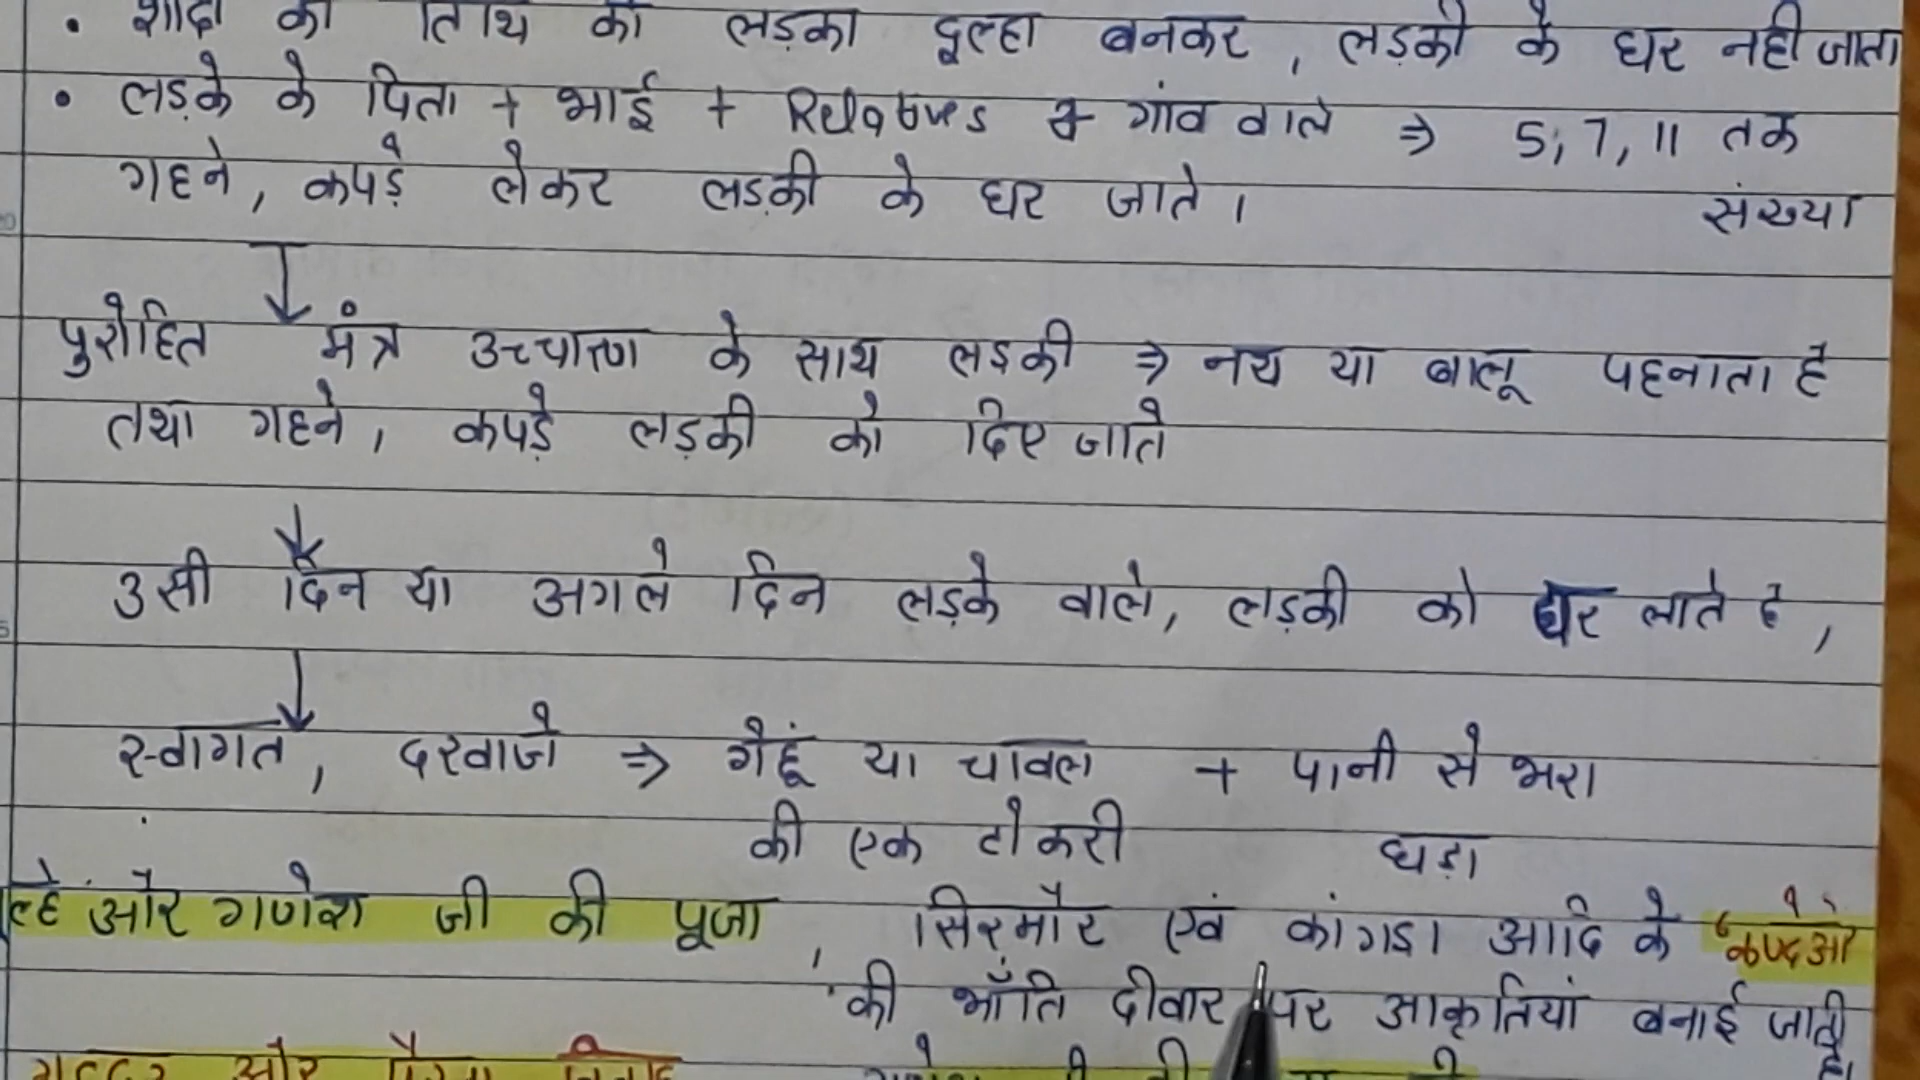 • शादी की तिथि को लड़का दूल्हा बनकर, लड़की के घर नही जाता
• लड़के के पिता + भाई + Relatives + गांव वाले ⇒ 5, 7, 11 तक
गहने, कपड़े लेकर लड़की के घर जाते। संख्या
↓
पुरोहित मंत्र उच्चारण के साथ लड़की ⇒ नथ या बालू पहनाता है
तथा गहने, कपड़े लड़की को दिए जाते
↓
उसी दिन या अगले दिन लड़के वाले, लड़की को घर लाते है,
↓
स्वागत, दरवाजे ⇒ गेहूं या चावल + पानी से भरा
की एक टोकरी घड़ा
और गणेश जी की पूजा, सिरमौर एवं कांगड़ा आदि के
की भाँति दीवार पर आकृतियां बनाई जाती
है।
और